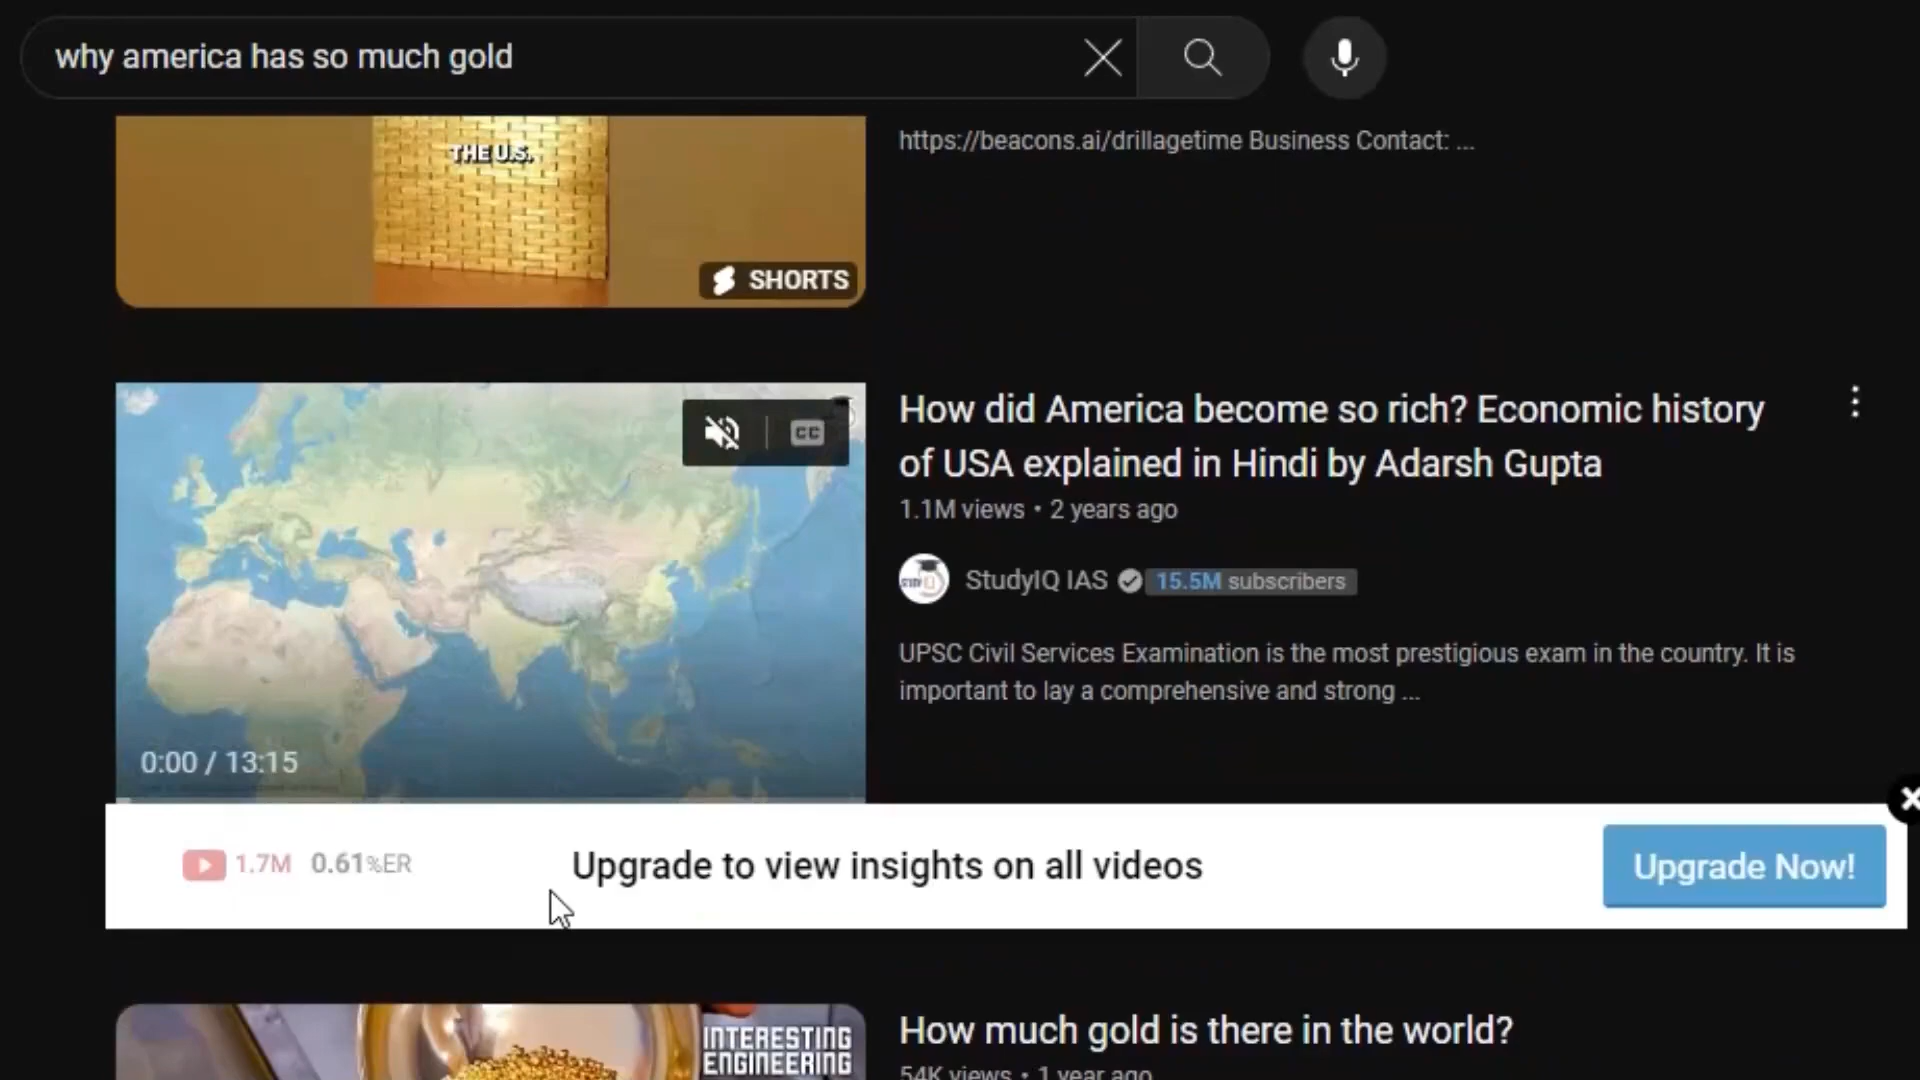 why america has so much gold
THE U.S.
SHORTS
https://beacons.ai/drillagetime Business Contact: ...
CC
0:00 / 13:15
How did America become so rich? Economic history
of USA explained in Hindi by Adarsh Gupta
1.1M views • 2 years ago
StudyIQ IAS 15.5M subscribers
UPSC Civil Services Examination is the most prestigious exam in the country. It is
important to lay a comprehensive and strong ...
1.7M 0.61%ER Upgrade to view insights on all videos Upgrade Now!
INTERESTING
ENGINEERING
How much gold is there in the world?
54K views • 1 year ago